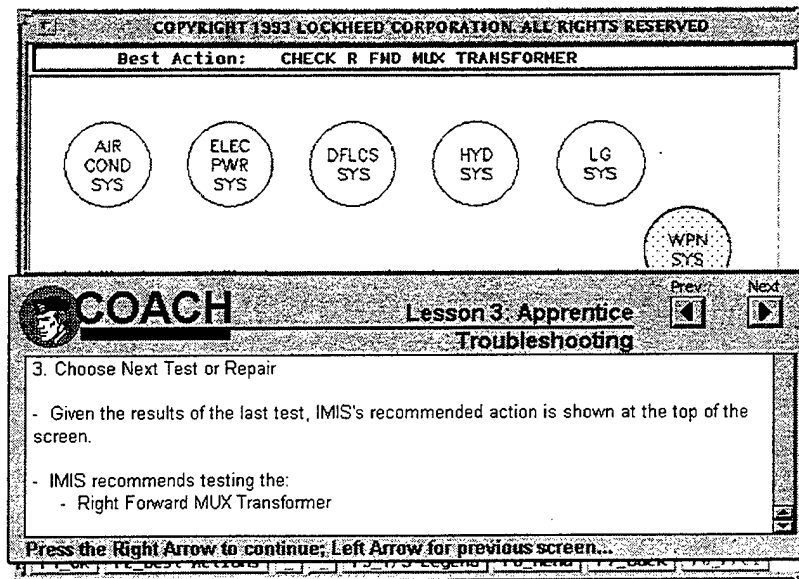 COPYRIGHT 1993 LOCKHEED CORPORATION. ALL RIGHTS RESERVED
Best Action: CHECK R FWD MUX TRANSFORMER
AIR
COND
SYS
ELEC
PWR
SYS
DFLCS
SYS
HYD
SYS
LG
SYS
WPN
SYS
COACH
Lesson 3: Apprentice
Troubleshooting
Prev
Next
3. Choose Next Test or Repair
- Given the results of the last test, IMIS's recommended action is shown at the top of the
screen.
- IMIS recommends testing the:
- Right Forward MUX Transformer
Press the Right Arrow to continue; Left Arrow for previous screen...